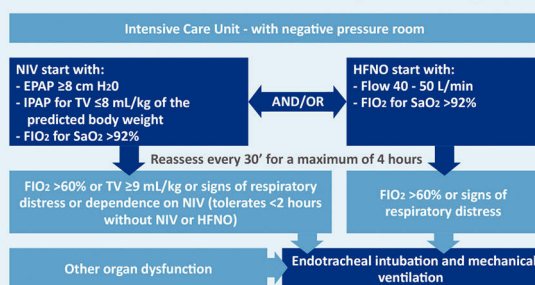 Intensive Care Unit - with negative pressure room
NIV start with:
- EPAP ≥8 cm H20
- IPAP for TV ≤8 mL/kg of the
predicted body weight
- FIO2 for SaO2 >92%
AND/OR
HFNO start with:
- Flow 40 - 50 L/min
- FIO2 for SaO2 >92%
Reassess every 30' for a maximum of 4 hours
FIO2 >60% or TV ≥9 mL/kg or signs of respiratory
distress or dependence on NIV (tolerates <2 hours
without NIV or HFNO)
FIO2 >60% or signs of
respiratory distress
Other organ dysfunction
Endotracheal intubation and mechanical
ventilation